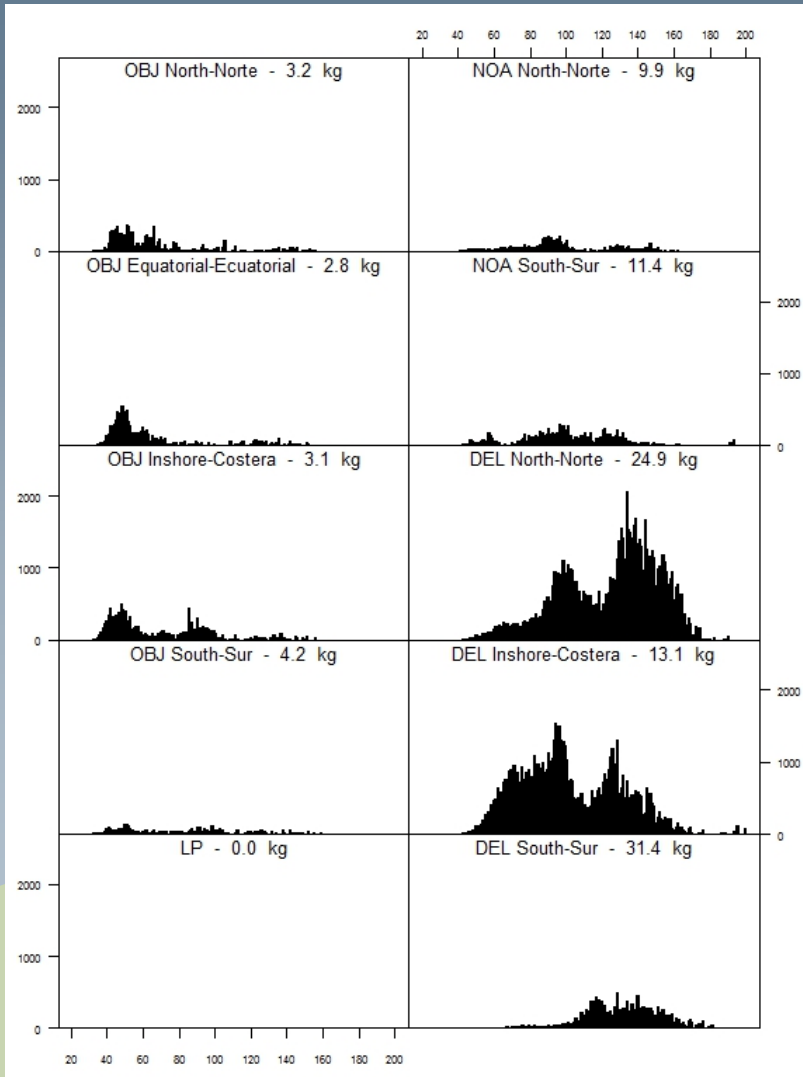 20 40 60 80 100 120 140 160 200
OBJ North-Norte - 3.2 kg
NOA North-Norte - 9.9 kg
2000
1000
0
OBJ Equatorial-Ecuatorial - 2.8 kg
NOA South-Sur - 11.4 kg
2000
1000
0
OBJ Inshore-Costera - 3.1 kg
DEL North-Norte - 24.9 kg
2000
1000
0
OBJ South-Sur - 4.2 kg
DEL Inshore-Costera - 13.1 kg
2000
1000
0
LP - 0.0 kg
DEL South-Sur - 31.4 kg
2000
1000
0
20 40 60 80 100 120 140 160 200